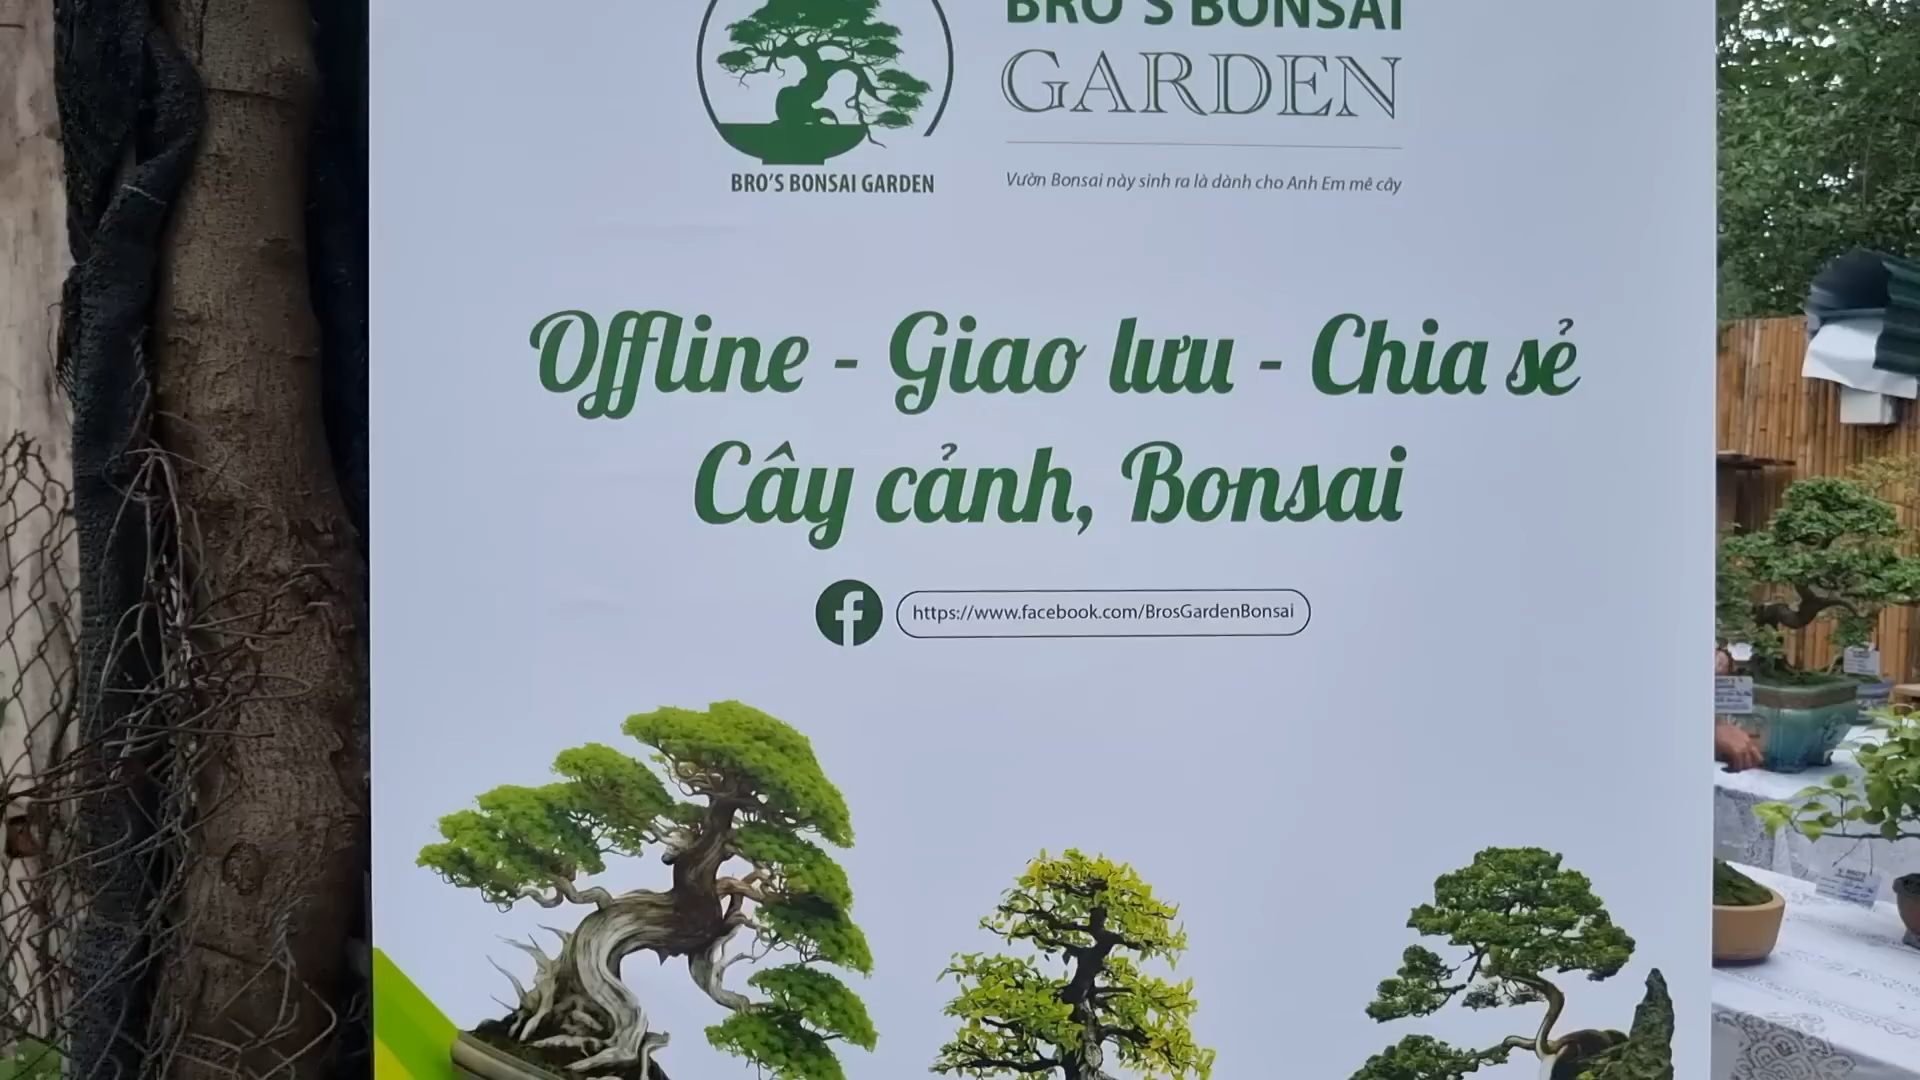 BRO'S BONSAI
GARDEN
BRO'S BONSAI GARDEN
Vườn Bonsai này sinh ra là dành cho Anh Em mê cây
Offline - Giao lưu - Chia sẻ
Cây cảnh, Bonsai
https://www.facebook.com/BrosGardenBonsai